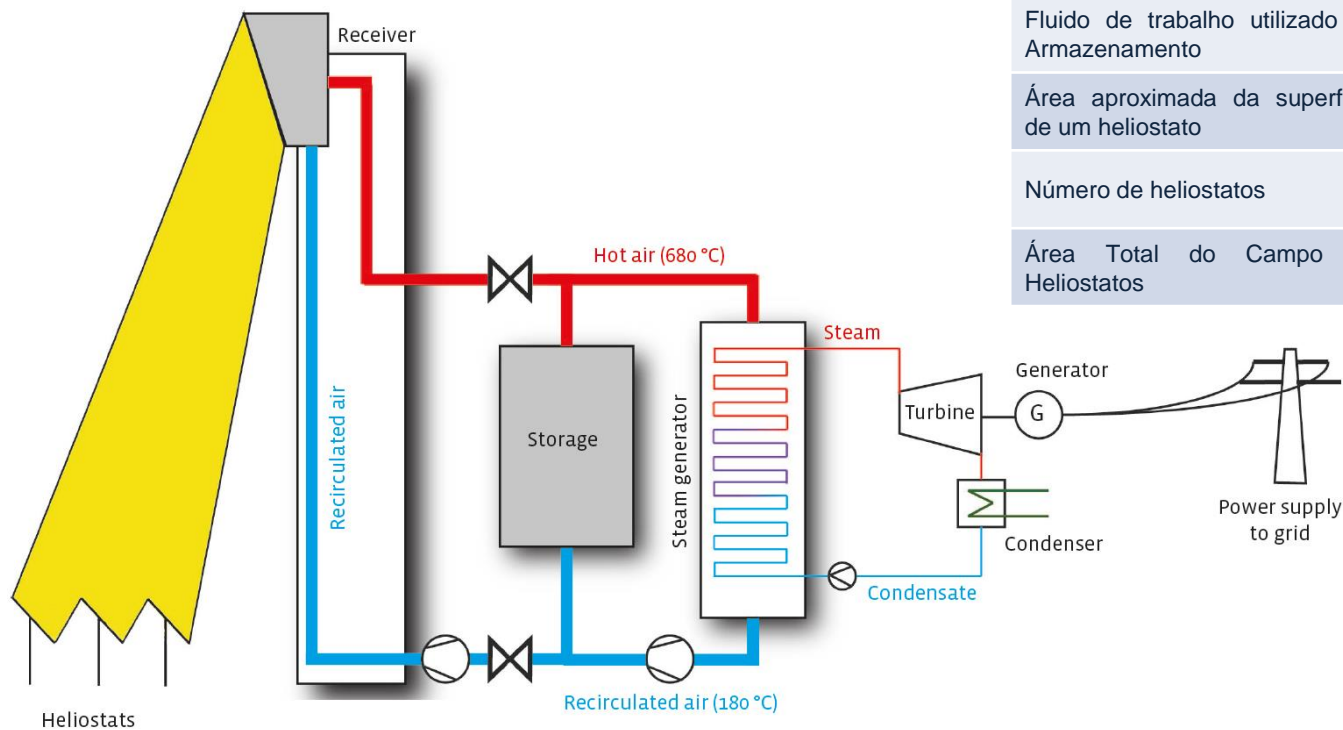 Receiver
Fluido de trabalho utilizado
Armazenamento
Área aproximada da
de um heliostato
Número de heliostatos
Área Total do Campo
Heliostatos
Hot air (680 °C)
Steam
Recirculated air
Storage
Steam generator
Turbine
Generator
G
Condenser
Power supply
to grid
Condensate
Recirculated air (180 °C)
Heliostats